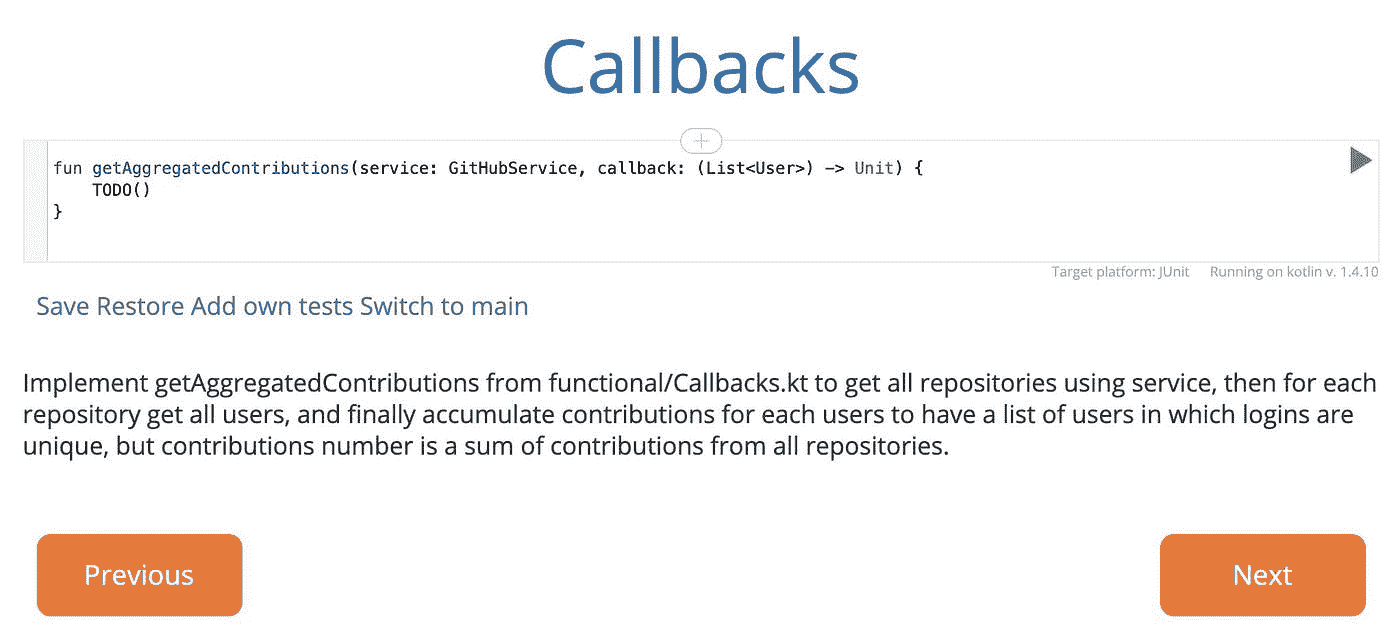 Callbacks
fun getAggregatedContributions(service: GitHubService, callback: (List<User>) -> Unit) {
    TODO()
}
Target platform: JUnit Running on kotlin v. 1.4.10
Save Restore Add own tests Switch to main
Implement getAggregatedContributions from functional/Callbacks.kt to get all repositories using service, then for each
repository get all users, and finally accumulate contributions for each users to have a list of users in which logins are
unique, but contributions number is a sum of contributions from all repositories.
Previous
Next